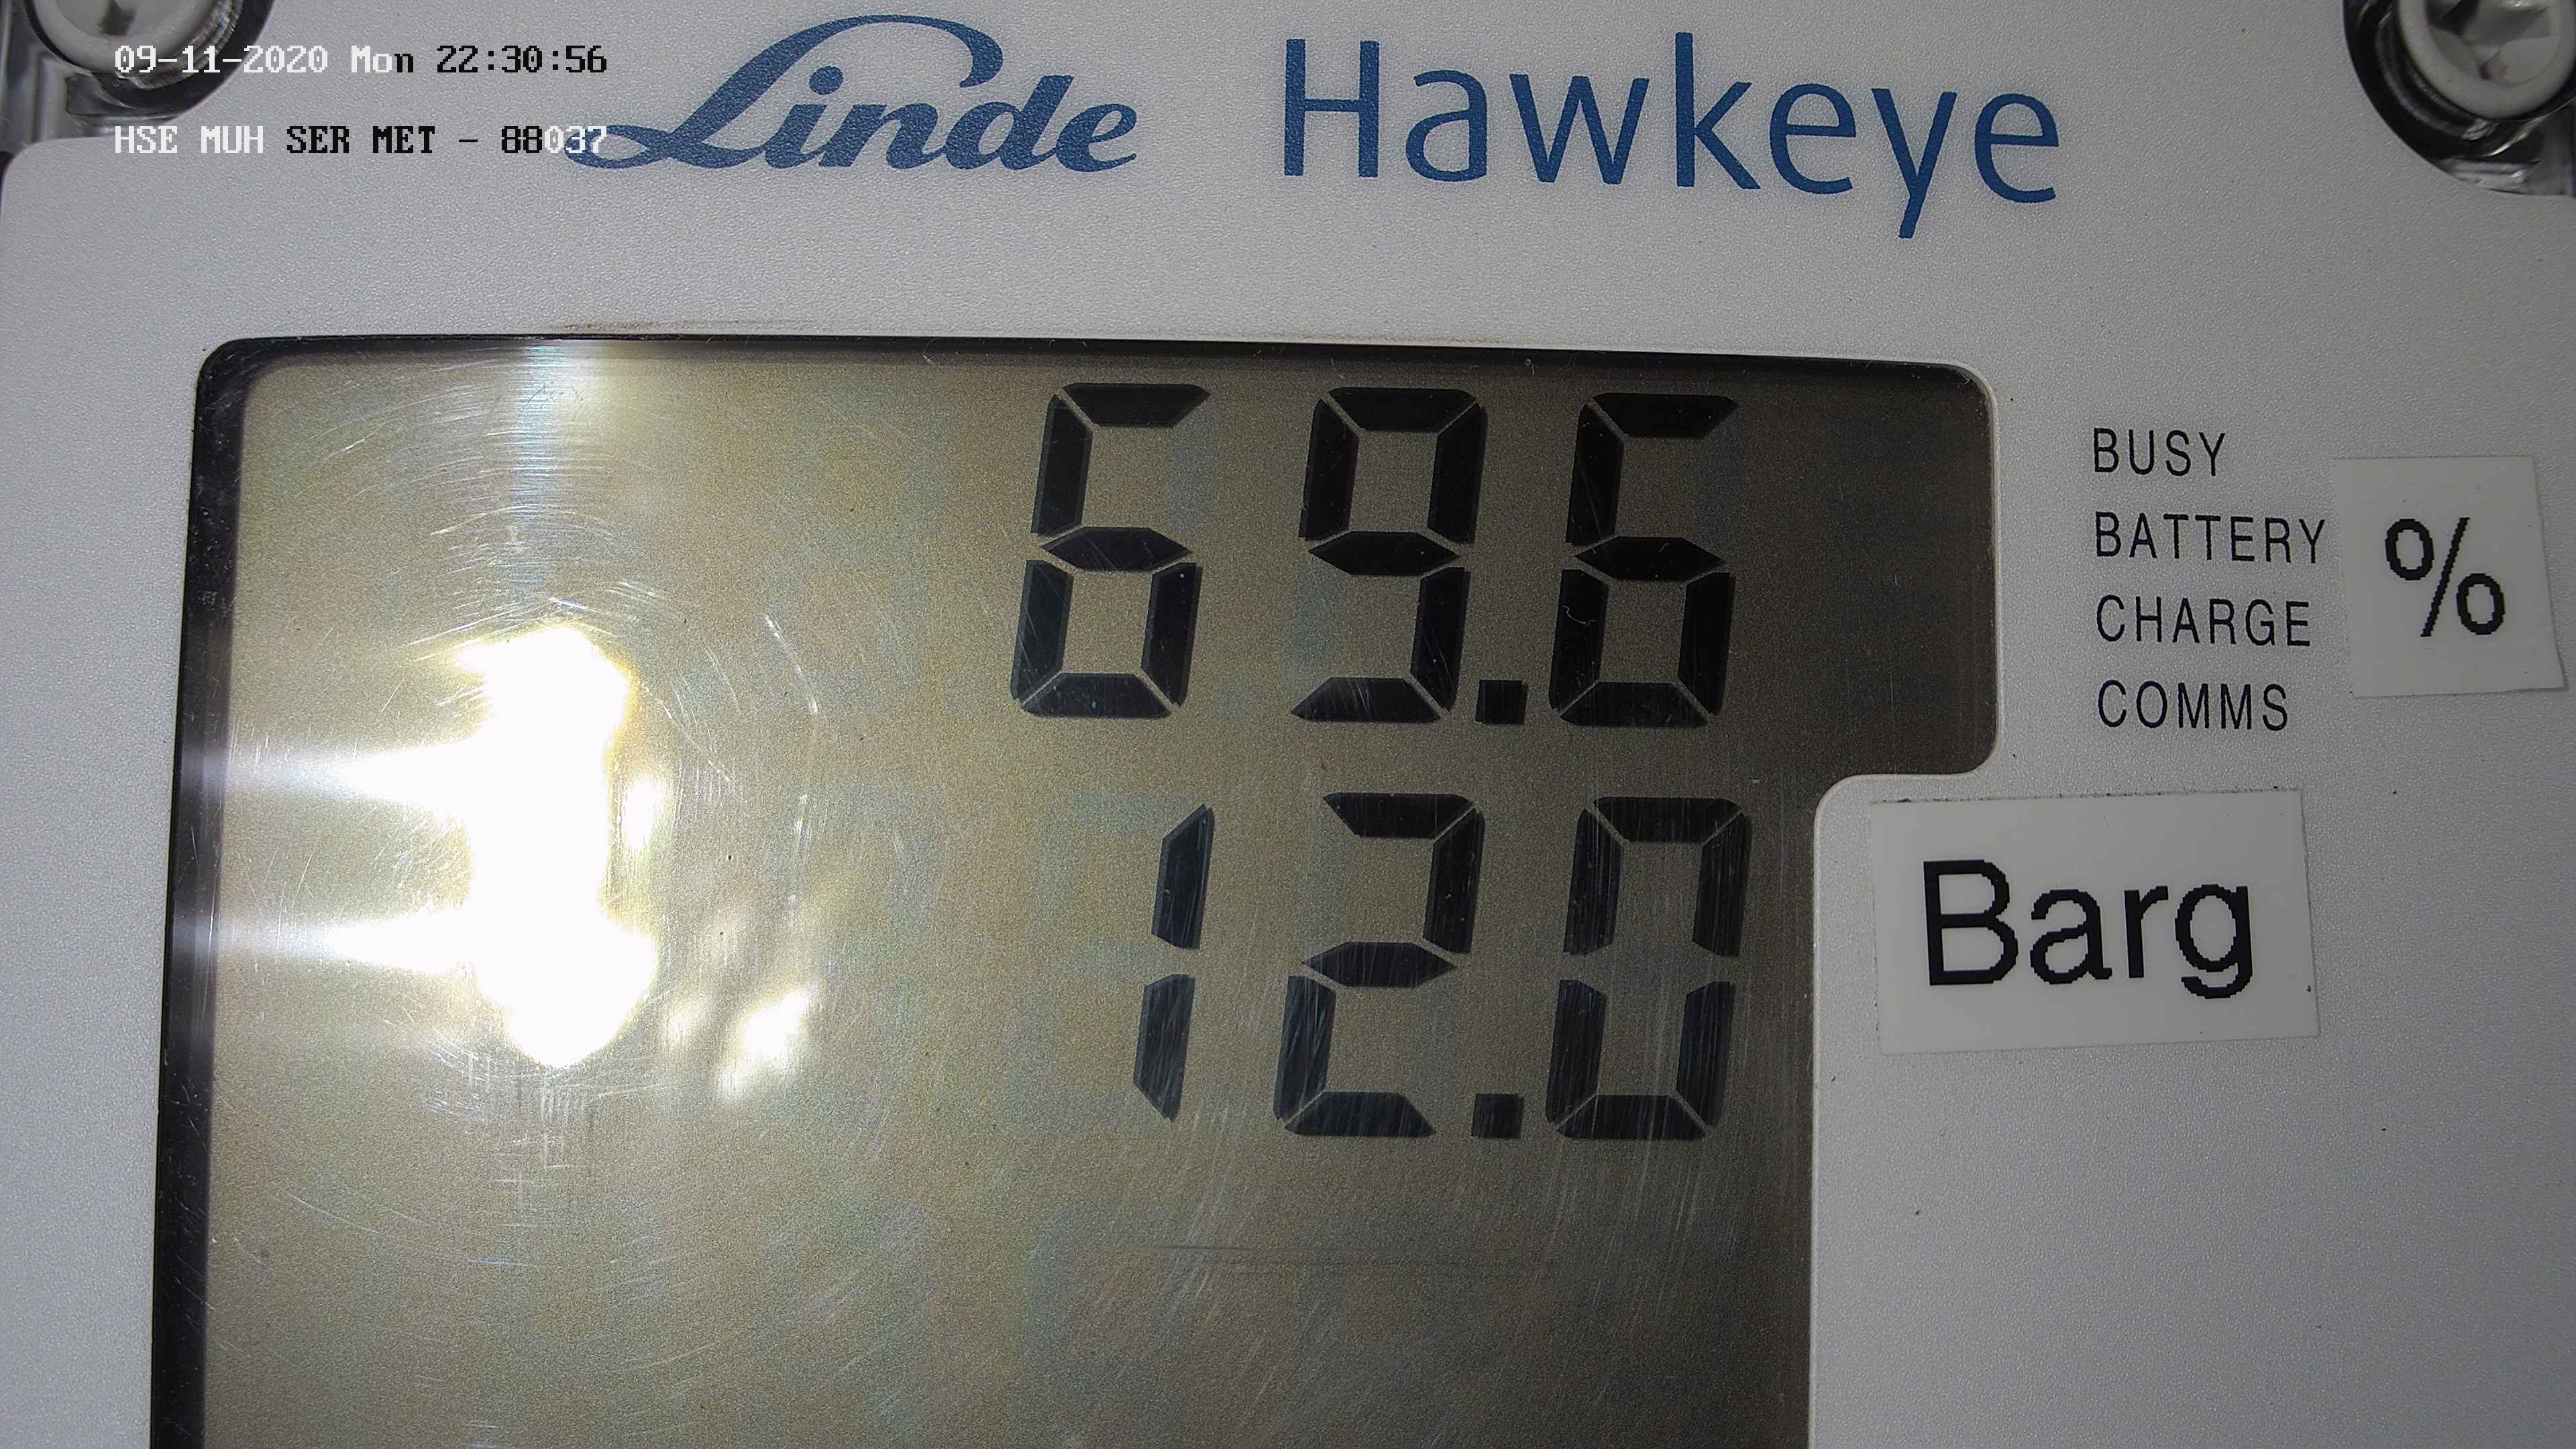 09-11-2020 Mon 22:30:56
HSE MUH SER MET - 88037
Linde Hawkeye
69.6
BUSY
BATTERY
CHARGE
COMMS
%
12.0
Barg